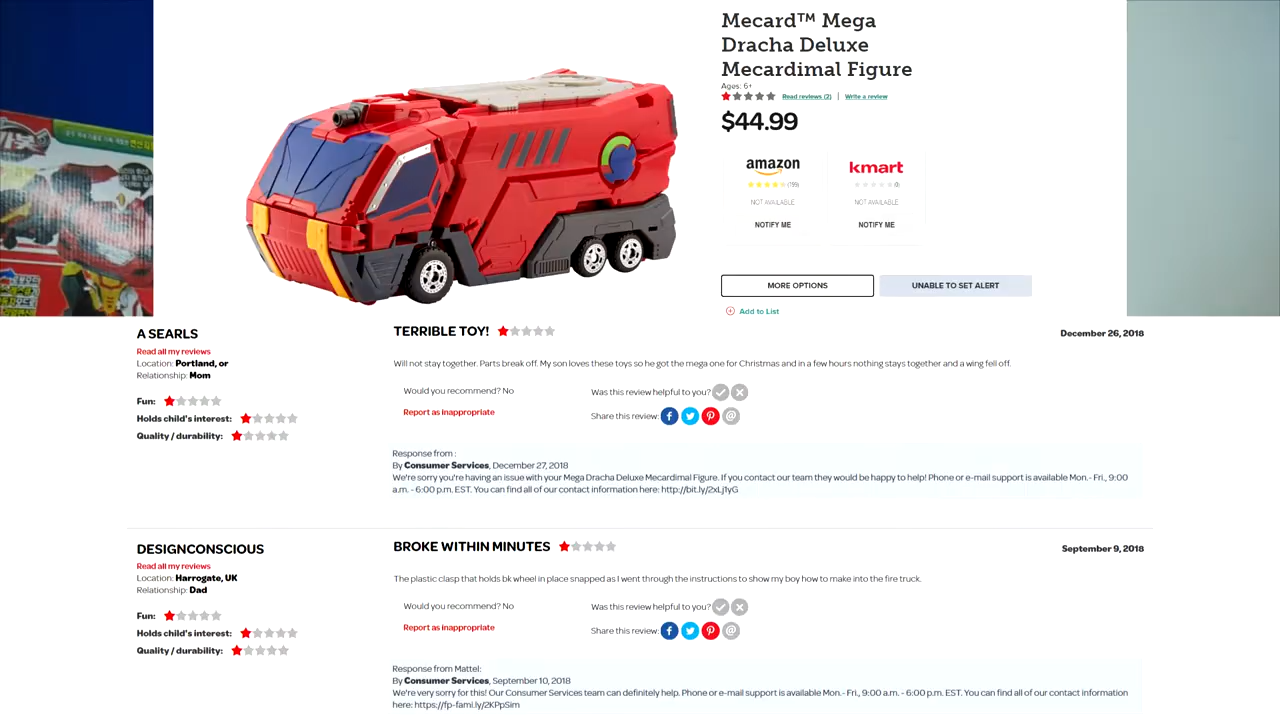 Mecard™ Mega
Dracha Deluxe
Mecardimal Figure
Ages: 6+
Read reviews (2) | Write a review
$44.99
amazon
kmart
(159)
(0)
NOT AVAILABLE
NOT AVAILABLE
NOTIFY ME
NOTIFY ME
MORE OPTIONS
UNABLE TO SET ALERT
Add to List
A SEARLS
TERRIBLE TOY!
December 26, 2018
Read all my reviews
Location: Portland, or
Relationship: Mom
Will not stay together. Parts break off. My son loves these toys so he got the mega one for Christmas and in a few hours nothing stays together and a wing fell off.
Fun:
Holds child's interest:
Quality / durability:
Would you recommend? No
Was this review helpful to you?
Report as inappropriate
Share this review:
Response from :
By Consumer Services, December 27, 2018
We're sorry you're having an issue with your Mega Dracha Deluxe Mecardimal Figure. If you contact our team they would be happy to help! Phone or e-mail support is available Mon.- Fri., 9:00
a.m. - 6:00 p.m. EST. You can find all of our contact information here: http://bit.ly/2xLj1yG
DESIGNCONSCIOUS
BROKE WITHIN MINUTES
September 9, 2018
Read all my reviews
Location: Harrogate, UK
Relationship: Dad
The plastic clasp that holds bk wheel in place snapped as I went through the instructions to show my boy how to make into the fire truck.
Fun:
Holds child's interest:
Quality / durability:
Would you recommend? No
Was this review helpful to you?
Report as inappropriate
Share this review:
Response from Mattel:
By Consumer Services, September 10, 2018
We're very sorry for this! Our Consumer Services team can definitely help. Phone or e-mail support is available Mon.- Fri., 9:00 a.m. - 6:00 p.m. EST. You can find all of our contact information
here: https://fp-fami.ly/2KPpSim